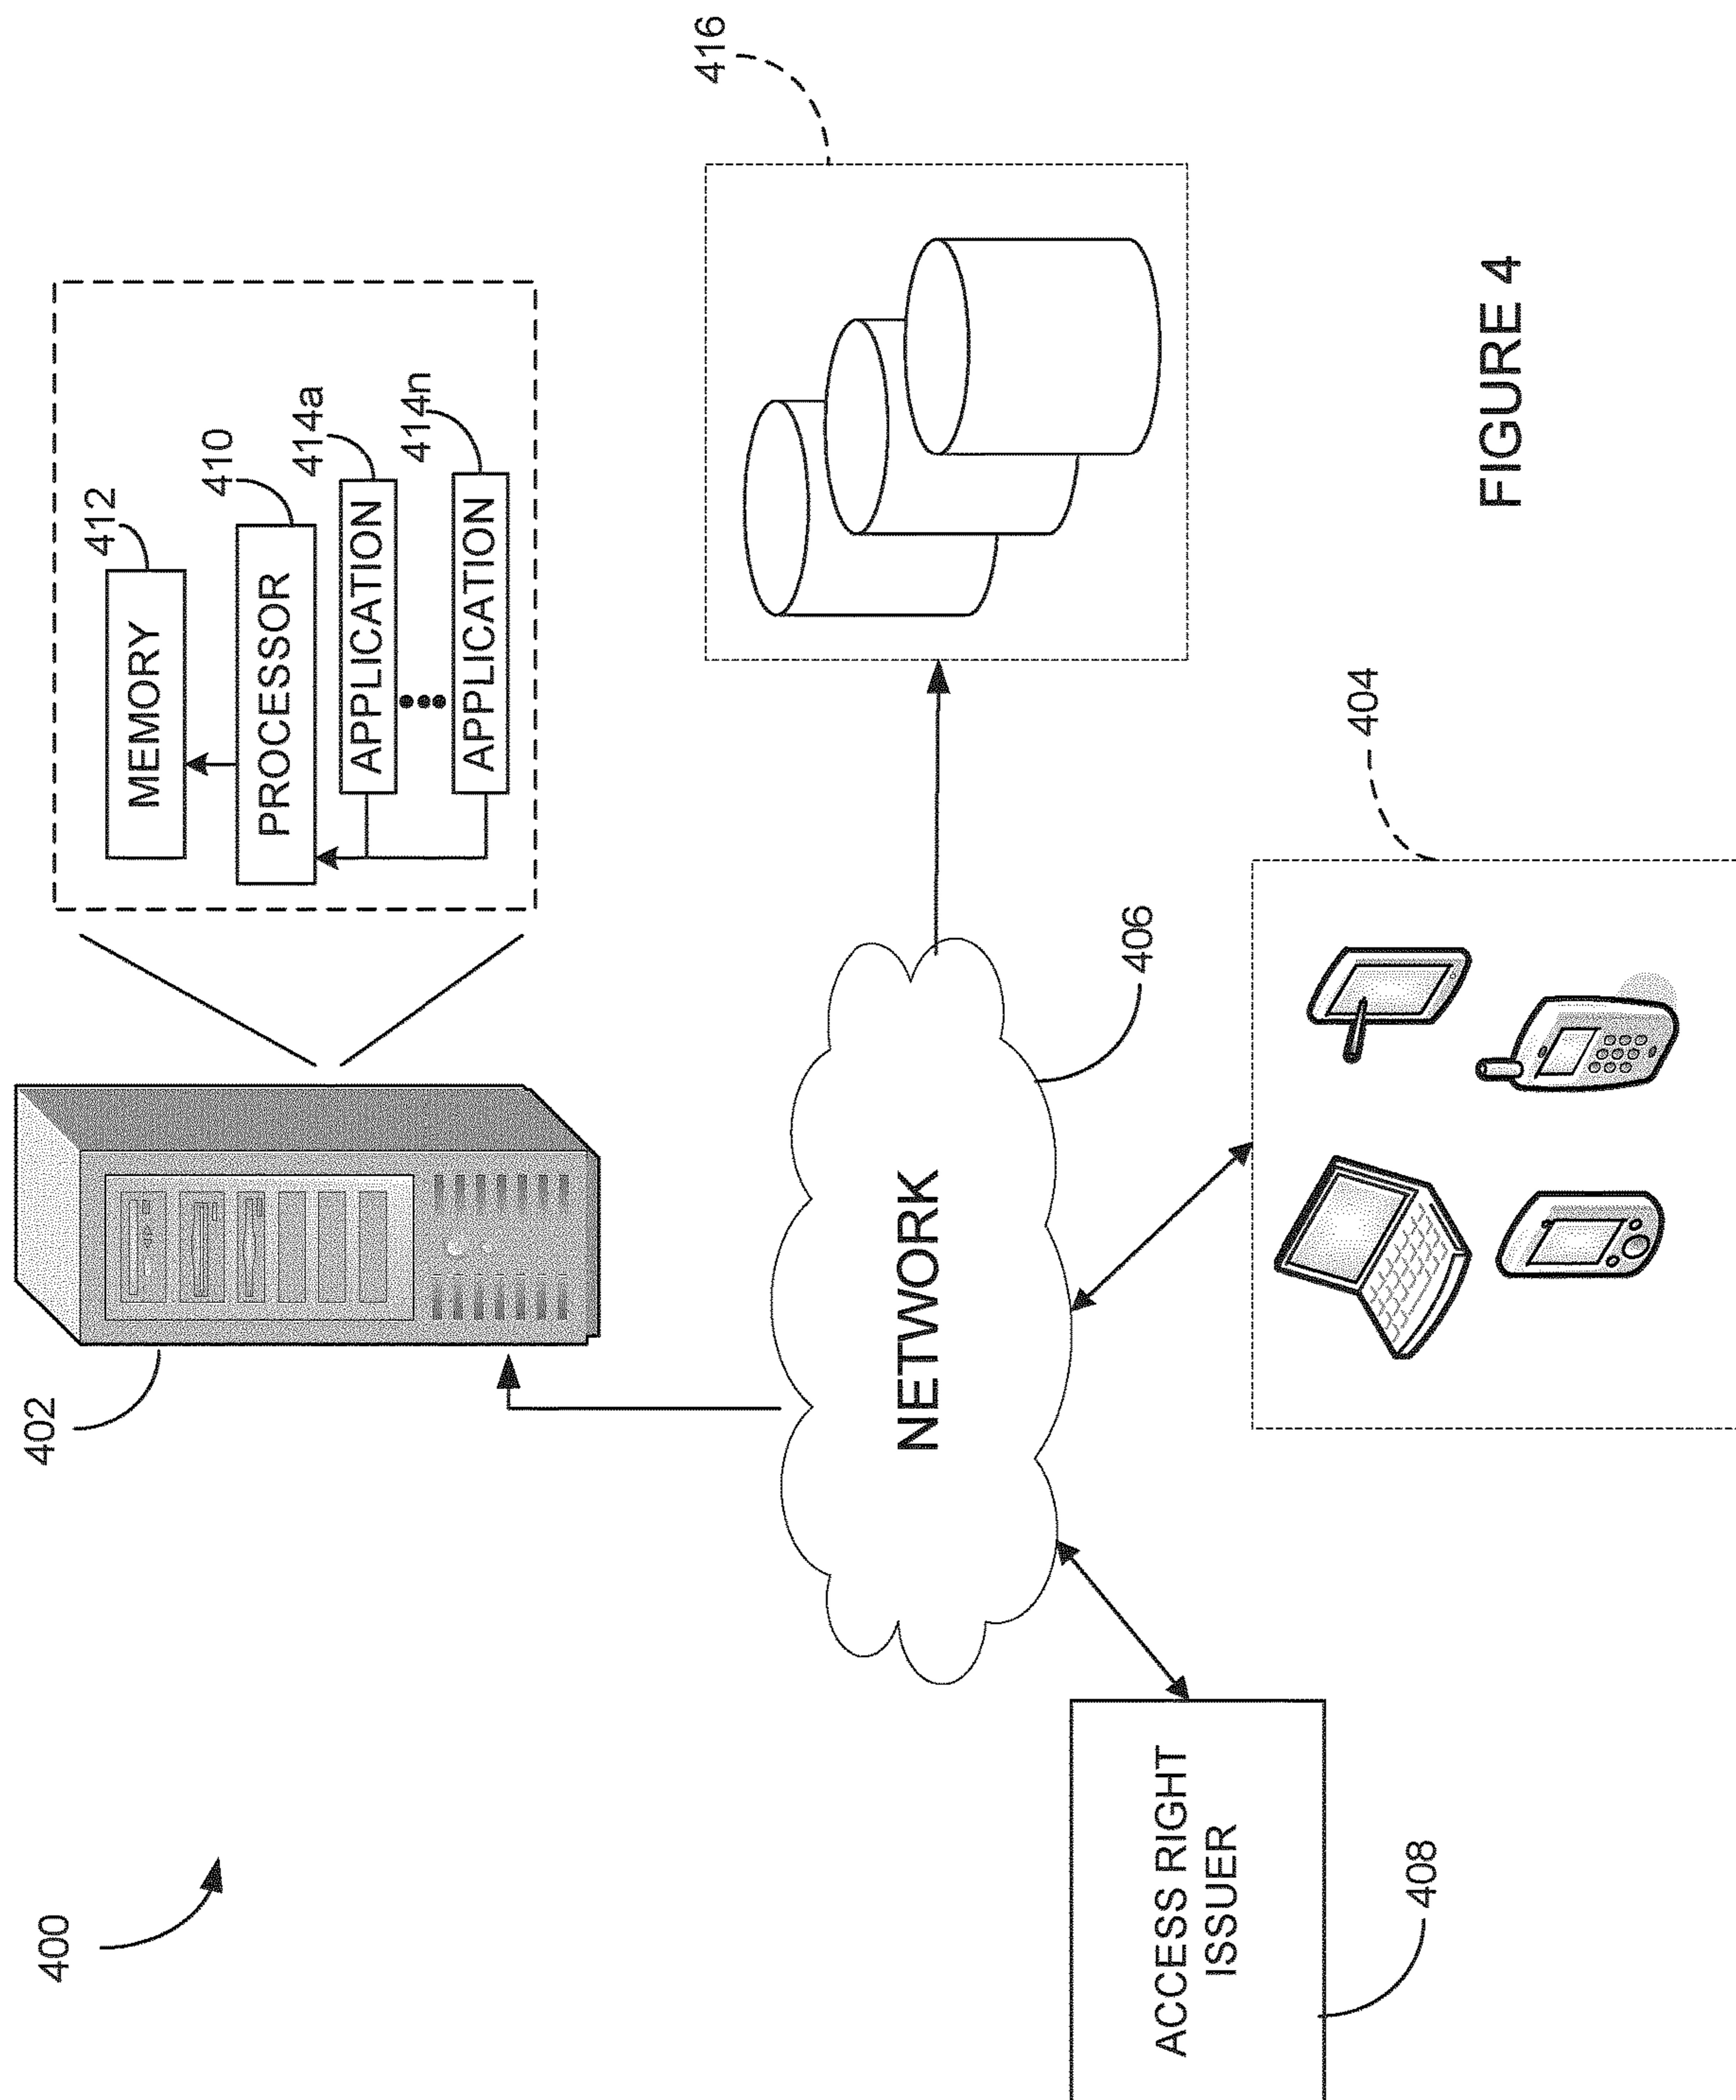 400
402
412
MEMORY
410
PROCESSOR
414a
APPLICATION
414n
APPLICATION
416
NETWORK
406
404
ACCESS RIGHT
ISSUER
408
FIGURE 4